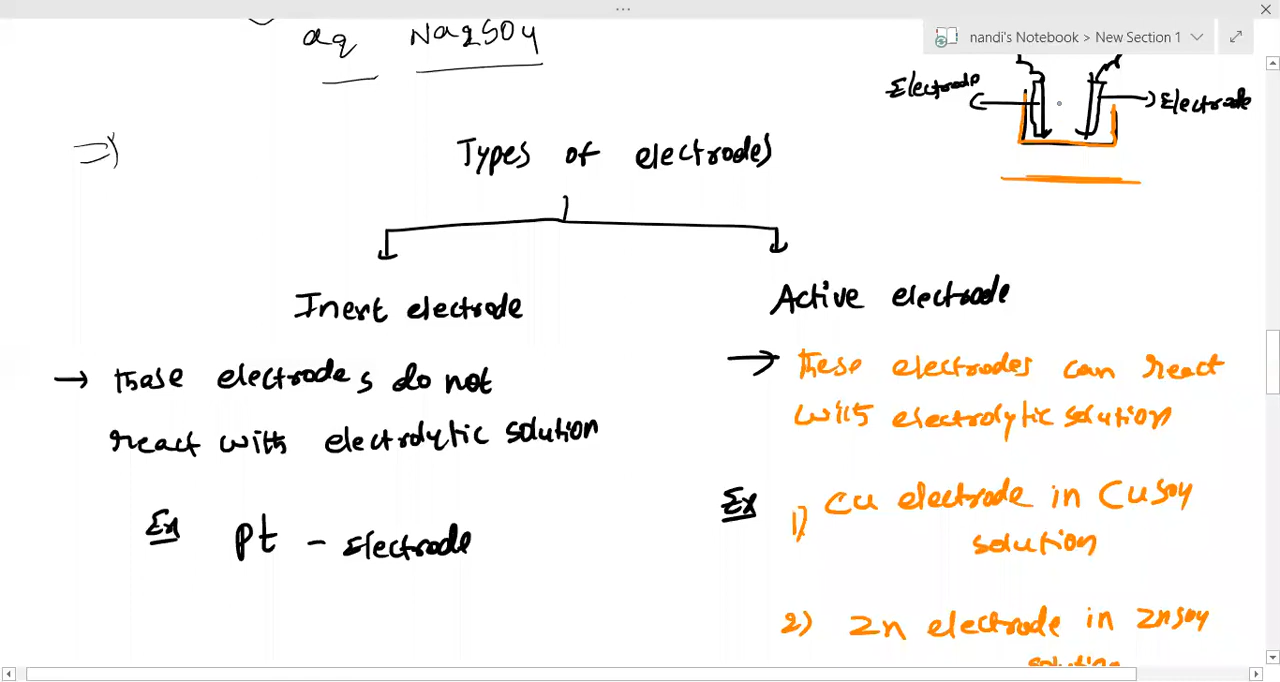 ...
aq Na2SO4
nandi's Notebook > New Section 1
Electrode
Electrode
=>
Types of electrodes
Inert electrode
→ these electrodes do not
react with electrolytic solution
Ex Pt - Electrode
Active electrode
→ these electrodes can react
with electrolytic solution
Ex 1) Cu electrode in CuSO4
solution
2) Zn electrode in ZnSO4
solution